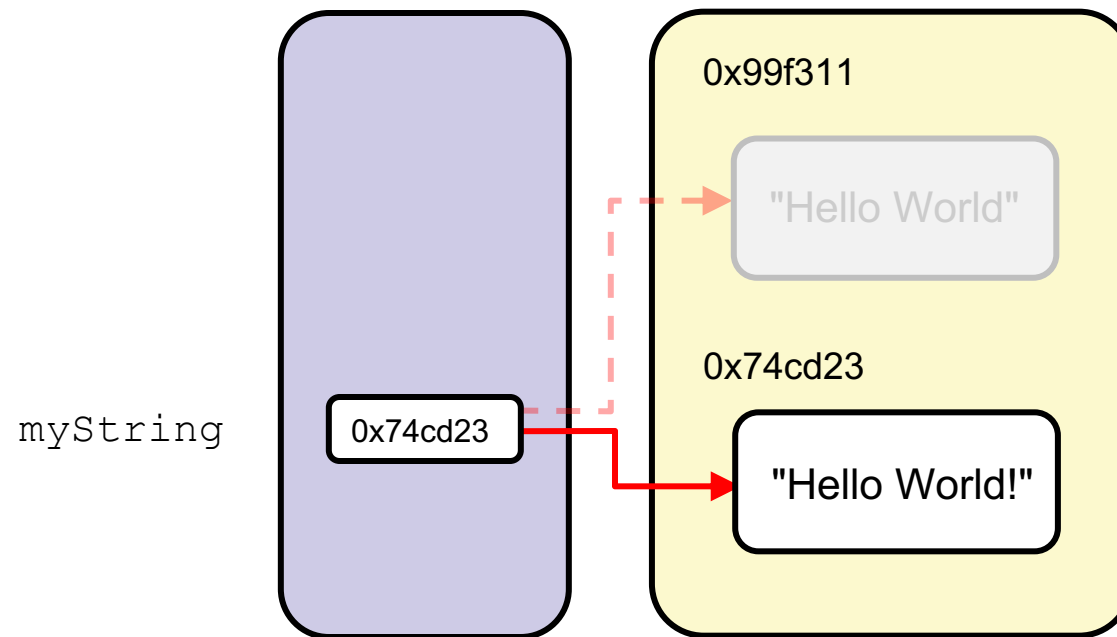 0x99f311
"Hello World"
0x74cd23
myString
0x74cd23
"Hello World!"